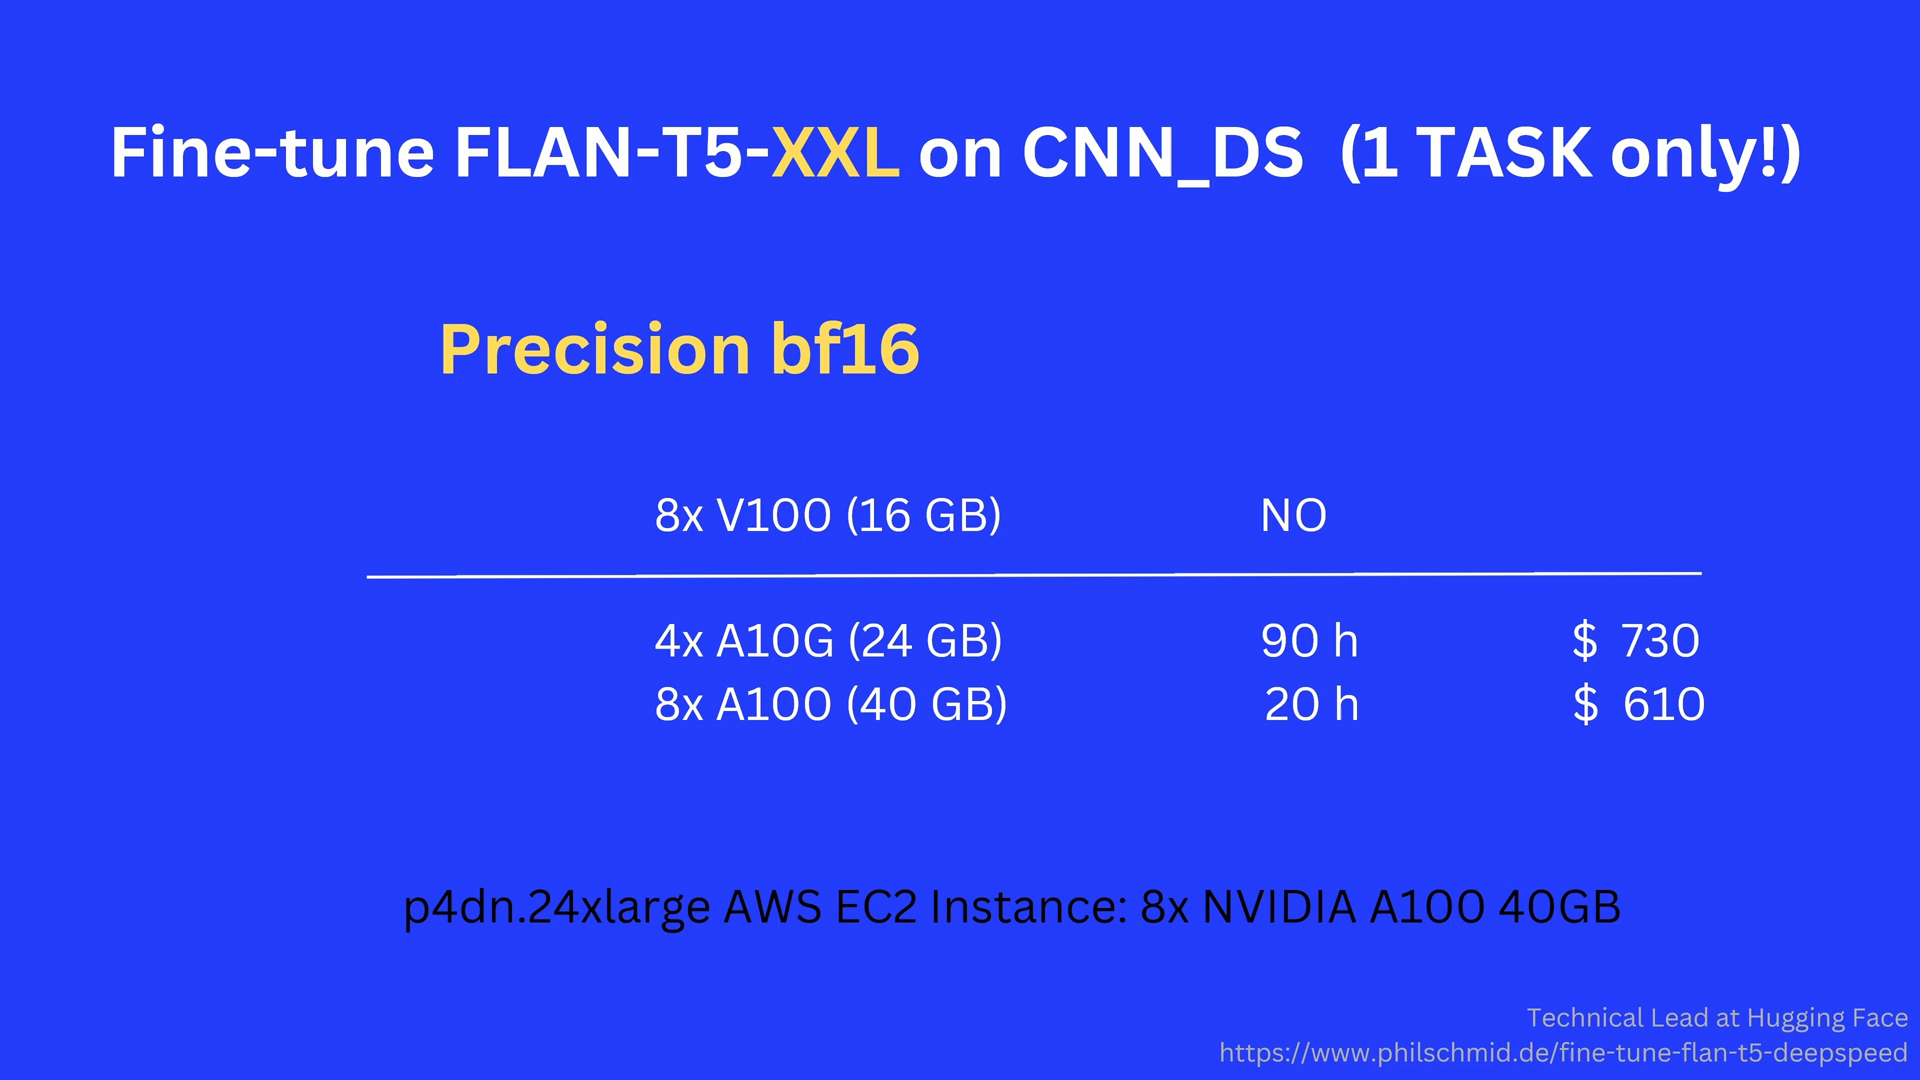 Fine-tune FLAN-T5-XXL on CNN_DS (1 TASK only!)
Precision bf16
8x V100 (16 GB) NO
4x A10G (24 GB) 90 h $ 730
8x A100 (40 GB) 20 h $ 610
p4dn.24xlarge AWS EC2 Instance: 8x NVIDIA A100 40GB
Technical Lead at Hugging Face
https://www.philschmid.de/fine-tune-flan-t5-deepspeed